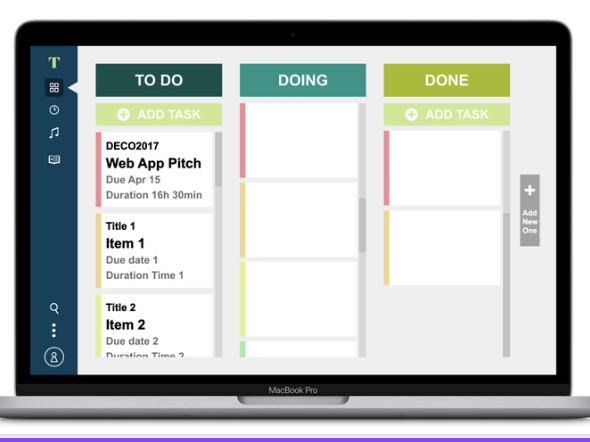 T
TO DO
DOING
DONE
ADD TASK
ADD TASK
DECO2017
Web App Pitch
Due Apr 15
Duration 16h 30min
Title 1
Item 1
Due date 1
Duration Time 1
Title 2
Item 2
Due date 2
Duration Time 2
Add
New
One
MacBook Pro